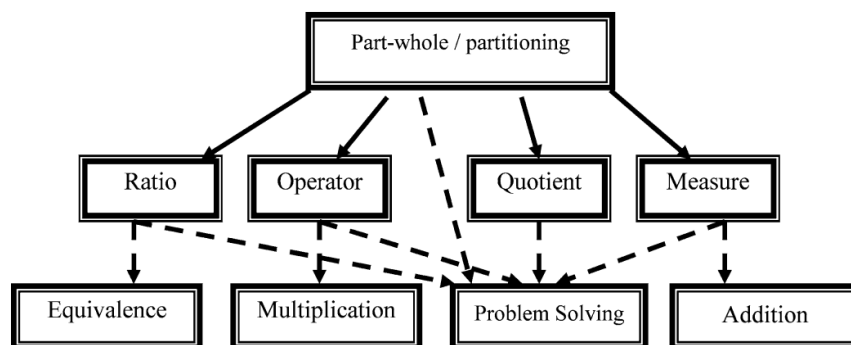 Part-whole / partitioning
Ratio
Operator
Quotient
Measure
Equivalence
Multiplication
Problem Solving
Addition